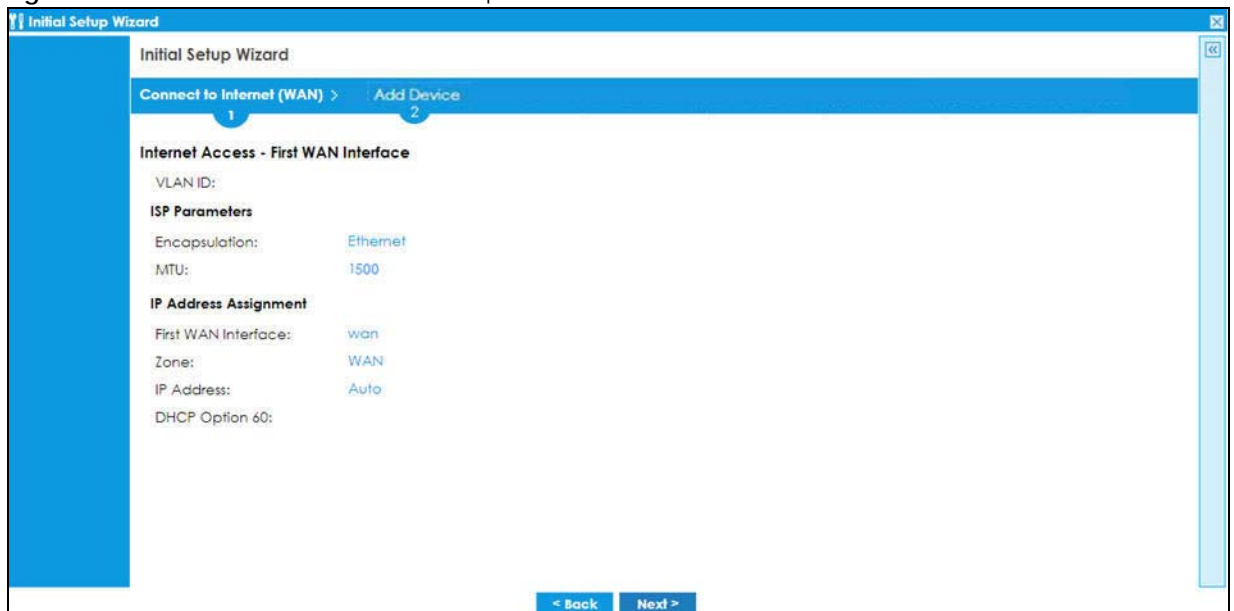 Initial Setup Wizard
Initial Setup Wizard
Connect to Internet (WAN) > Add Device
1 2
Internet Access - First WAN Interface
VLAN ID:
ISP Parameters
Encapsulation: Ethernet
MTU: 1500
IP Address Assignment
First WAN Interface: wan
Zone: WAN
IP Address: Auto
DHCP Option 60:
< Back Next >